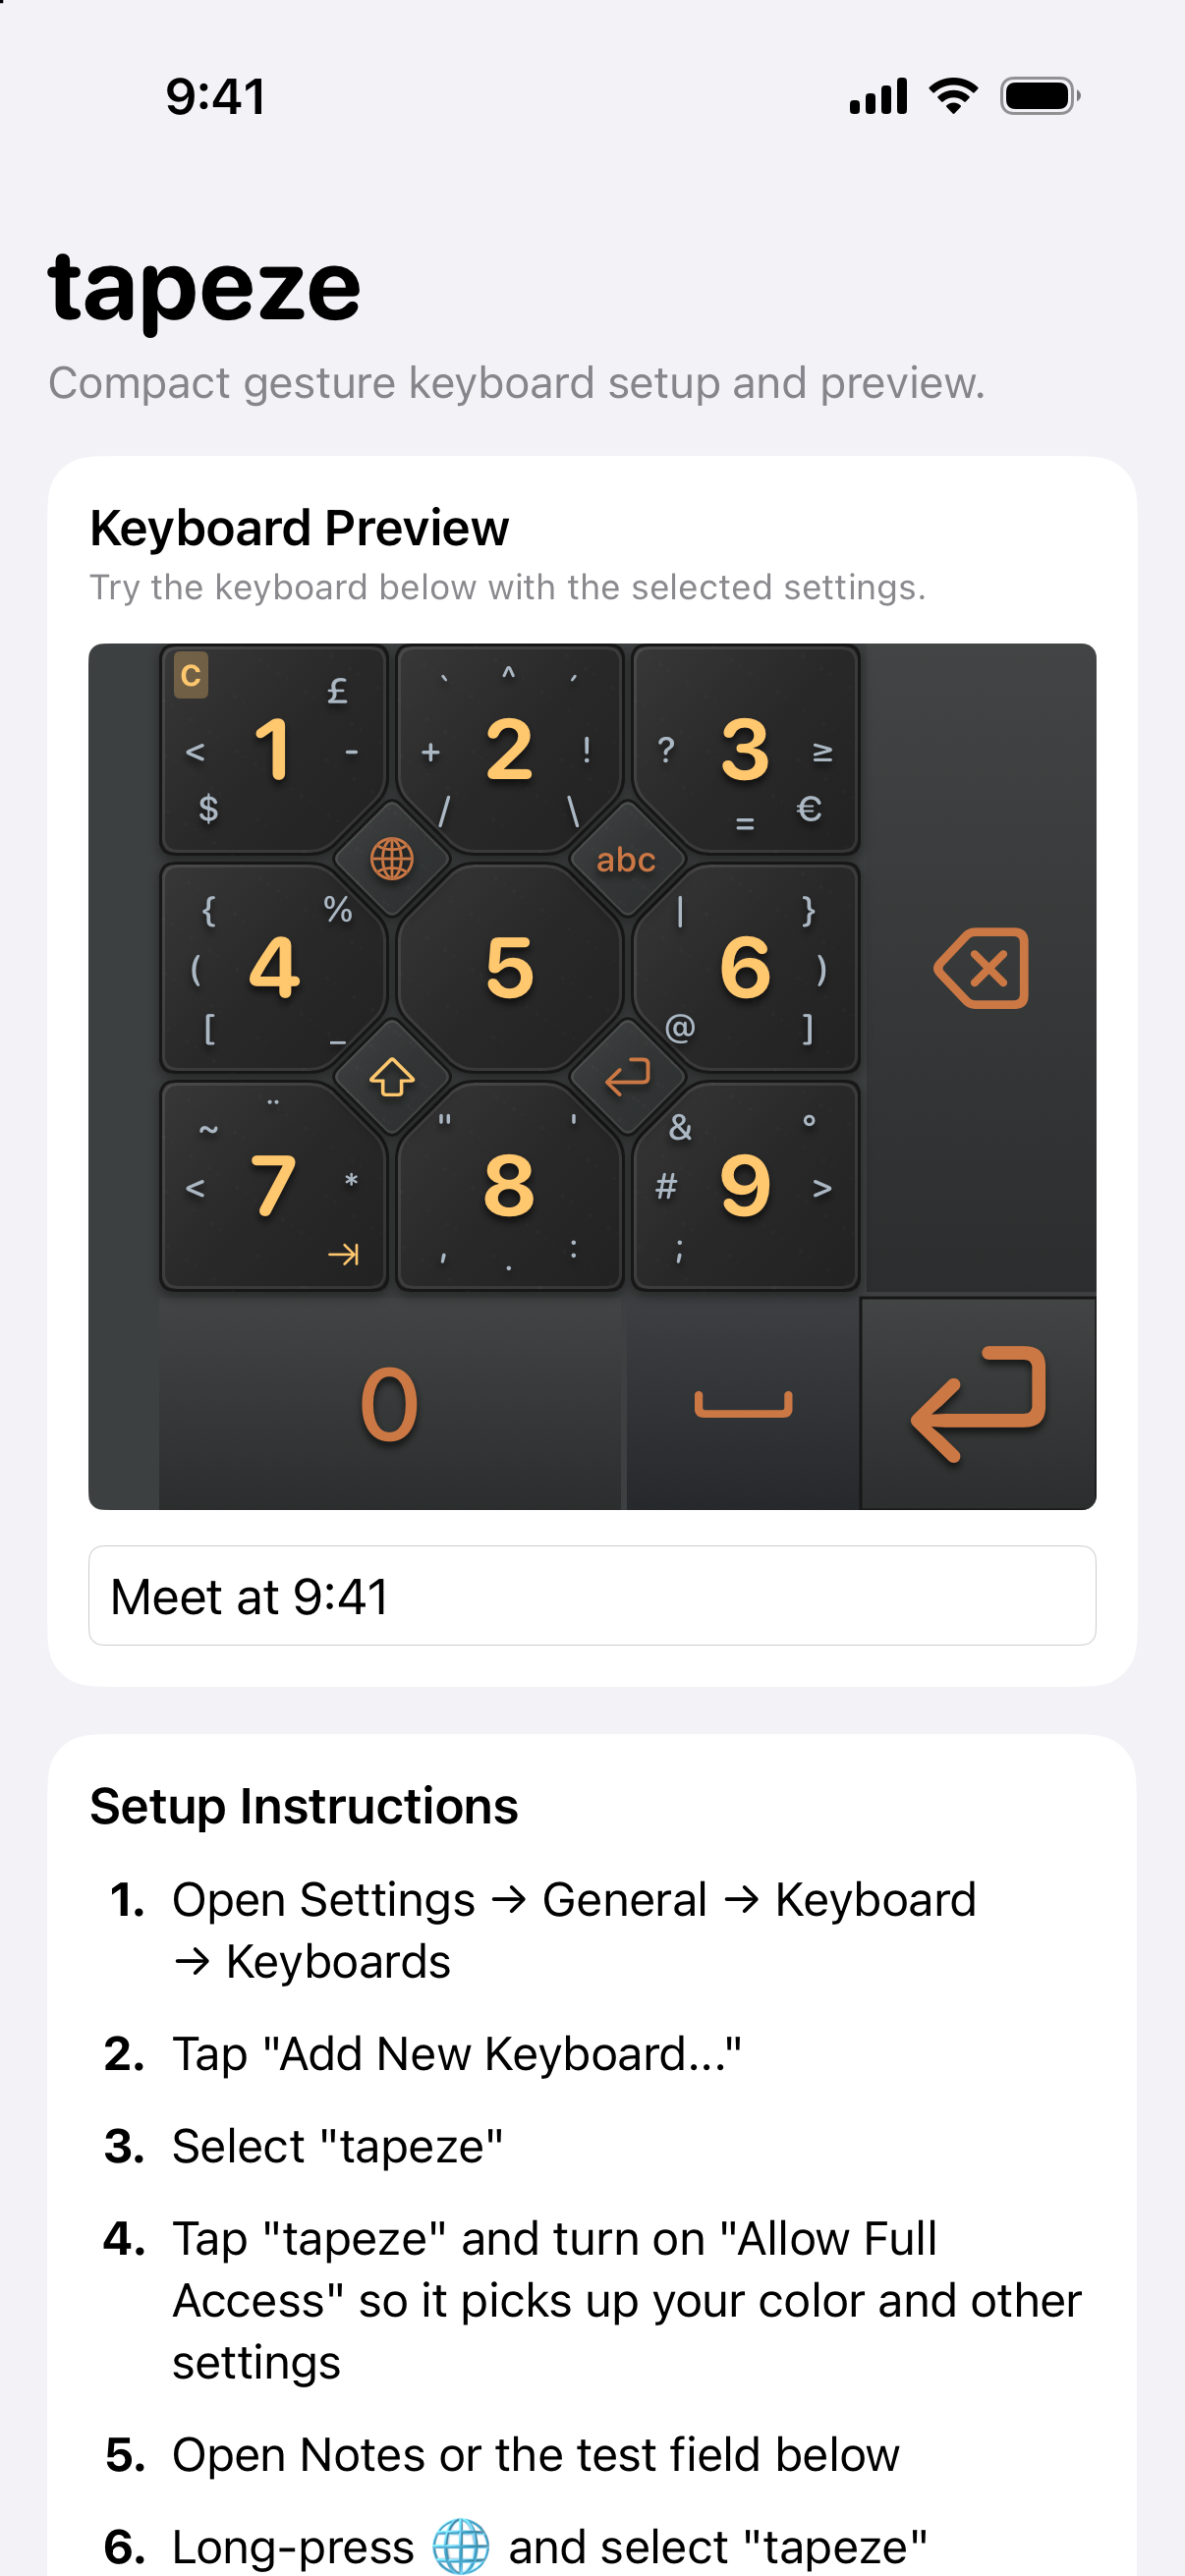 9:41
tapeze
Compact gesture keyboard setup and preview.
Keyboard Preview
Try the keyboard below with the selected settings.
C £ ` ^ ´
< 1 - + 2 ! ? 3 ≥
$ / \ = €
abc
{ % | }
( 4 5 6 )
[ _ @ ]
~ ¨ " ' & °
< 7 * 8 # 9 >
, . : ;
0
Meet at 9:41
Setup Instructions
1. Open Settings → General → Keyboard
→ Keyboards
2. Tap "Add New Keyboard..."
3. Select "tapeze"
4. Tap "tapeze" and turn on "Allow Full
Access" so it picks up your color and other
settings
5. Open Notes or the test field below
6. Long-press 🌐 and select "tapeze"